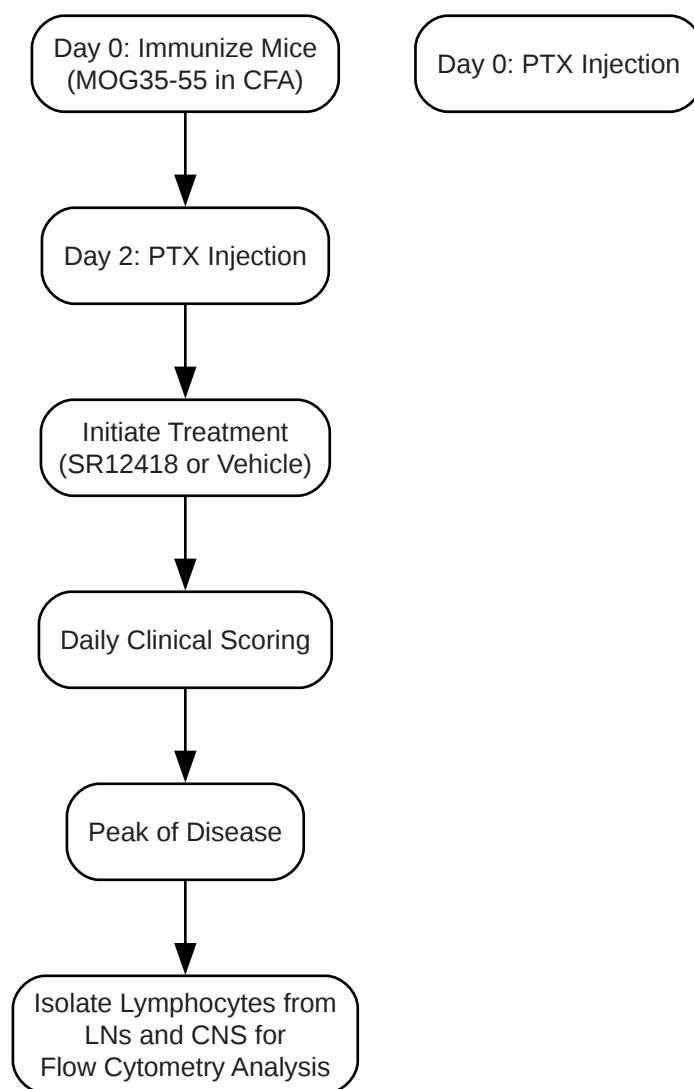 Day 0: Immunize Mice
(MOG35-55 in CFA)
Day 0: PTX Injection
Day 2: PTX Injection
Initiate Treatment
(SR12418 or Vehicle)
Daily Clinical Scoring
Peak of Disease
Isolate Lymphocytes from
LNs and CNS for
Flow Cytometry Analysis